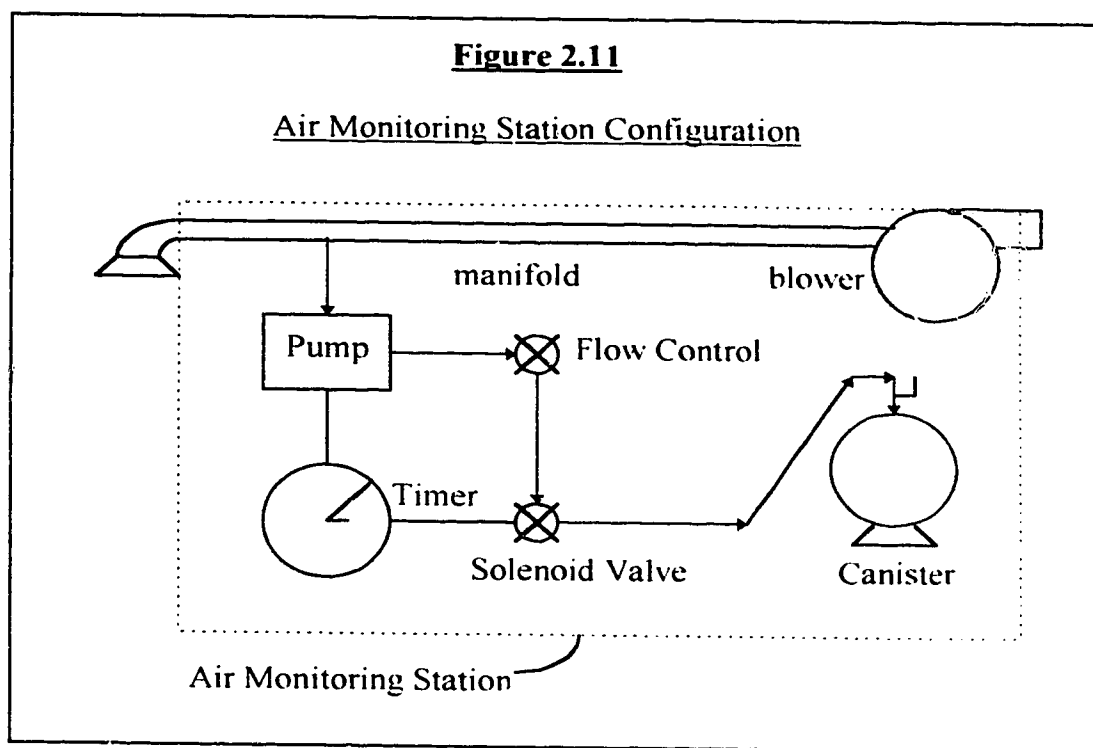 Figure 2.11
Air Monitoring Station Configuration
manifold
blower
Pump
Flow Control
Timer
Solenoid Valve
Canister
Air Monitoring Station